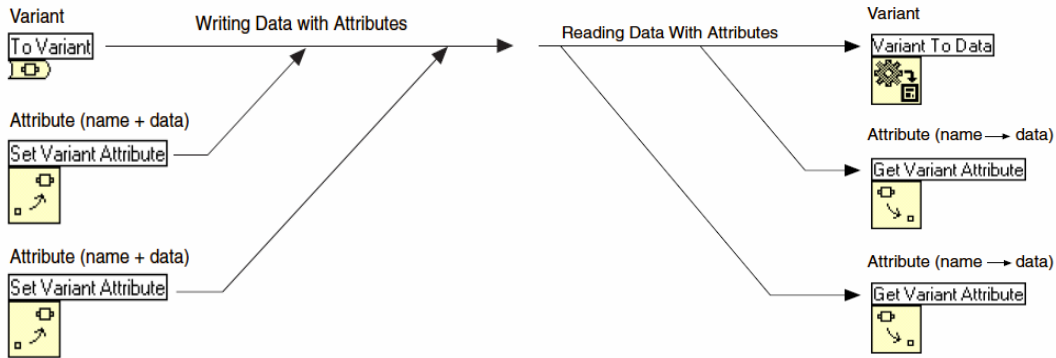 Variant
To Variant
Writing Data with Attributes
Attribute (name + data)
Set Variant Attribute
Attribute (name + data)
Set Variant Attribute
Reading Data With Attributes
Variant
Variant To Data
Attribute (name → data)
Get Variant Attribute
Attribute (name → data)
Get Variant Attribute